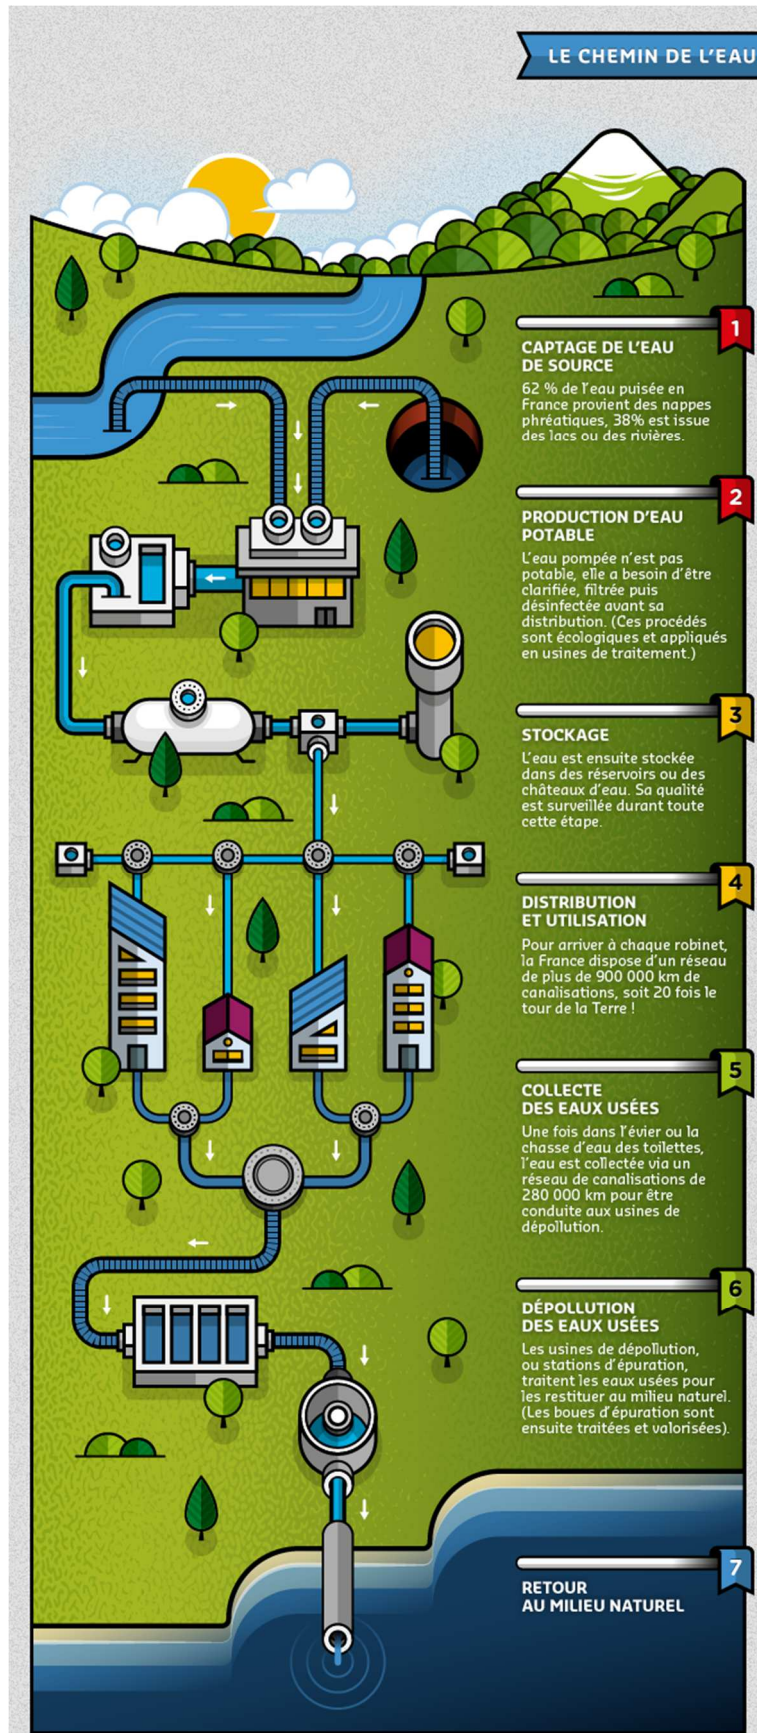 LE CHEMIN DE L'EAU
1
CAPTAGE DE L'EAU
DE SOURCE
62 % de l'eau puisée en
France provient des nappes
phréatiques, 38% est issue
des lacs ou des rivières.
2
PRODUCTION D'EAU
POTABLE
L'eau pompée n'est pas
potable, elle a besoin d'être
clarifiée, filtrée puis
désinfectée avant sa
distribution. (Ces procédés
sont écologiques et appliqués
en usines de traitement.)
3
STOCKAGE
L'eau est ensuite stockée
dans des réservoirs ou des
châteaux d'eau. Sa qualité
est surveillée durant toute
cette étape.
4
DISTRIBUTION
ET UTILISATION
Pour arriver à chaque robinet,
la France dispose d'un réseau
de plus de 900 000 km de
canalisations, soit 20 fois le
tour de la Terre !
5
COLLECTE
DES EAUX USÉES
Une fois dans l'évier ou la
chasse d'eau des toilettes,
l'eau est collectée via un
réseau de canalisations de
280 000 km pour être
conduite aux usines de
dépollution.
6
DÉPOLLUTION
DES EAUX USÉES
Les usines de dépollution,
ou stations d'épuration,
traitent les eaux usées pour
les restituer au milieu naturel.
(Les boues d'épuration sont
ensuite traitées et valorisées).
7
RETOUR
AU MILIEU NATUREL